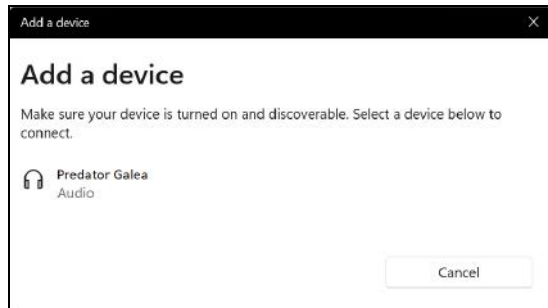 Add a device
Add a device
Make sure your device is turned on and discoverable. Select a device below to
connect.
Predator Galea
Audio
Cancel